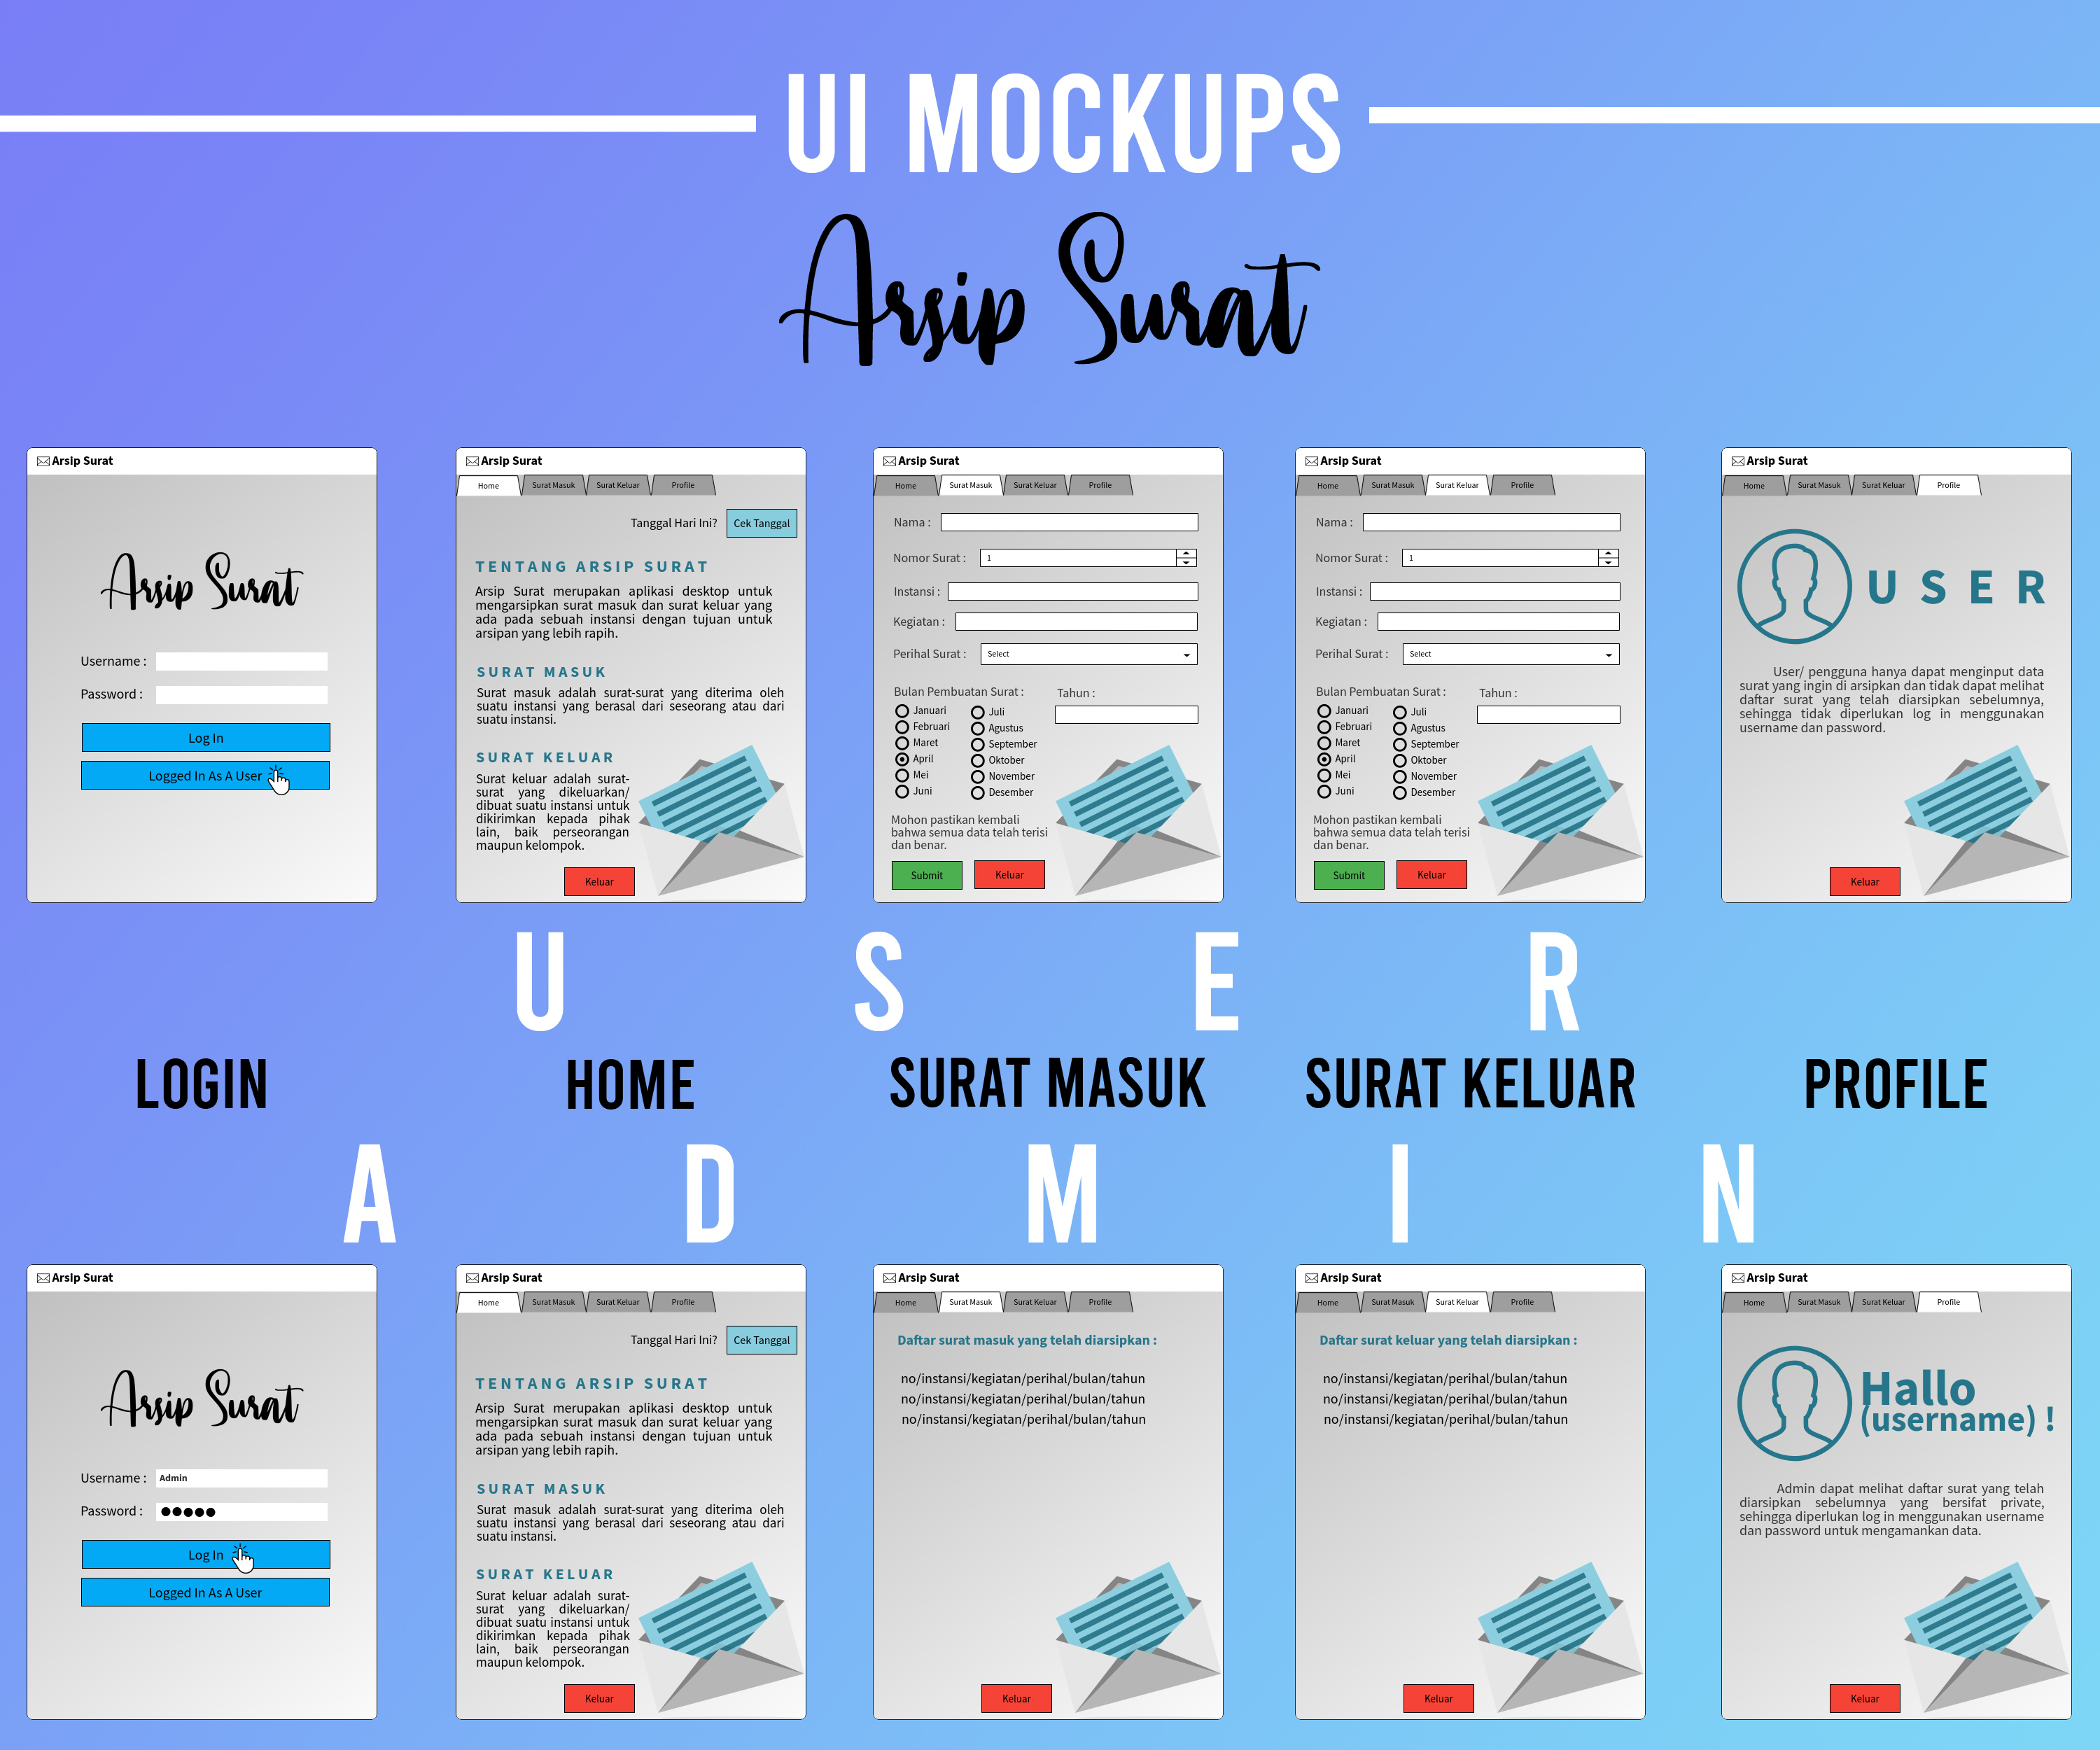 UI MOCKUPS
Arsip Surat
Arsip Surat
Arsip Surat
Username :
Password :
Log In
Logged In As A User
Arsip Surat
Home Surat Masuk Surat Keluar Profile
Tanggal Hari Ini? Cek Tanggal
TENTANG ARSIP SURAT
Arsip Surat merupakan aplikasi desktop untuk
mengarsipkan surat masuk dan surat keluar yang
ada pada sebuah instansi dengan tujuan untuk
arsipan yang lebih rapih.
SURAT MASUK
Surat masuk adalah surat-surat yang diterima oleh
suatu instansi yang berasal dari seseorang atau dari
suatu instansi.
SURAT KELUAR
Surat keluar adalah surat-
surat yang dikeluarkan/
dibuat suatu instansi untuk
dikirimkan kepada pihak
lain, baik perseorangan
maupun kelompok.
Keluar
Arsip Surat
Home Surat Masuk Surat Keluar Profile
Nama :
Nomor Surat : 1
Instansi :
Kegiatan :
Perihal Surat : Select
Bulan Pembuatan Surat : Tahun :
Januari Juli
Februari Agustus
Maret September
April Oktober
Mei November
Juni Desember
Mohon pastikan kembali
bahwa semua data telah terisi
dan benar.
Submit Keluar
Arsip Surat
Home Surat Masuk Surat Keluar Profile
Nama :
Nomor Surat : 1
Instansi :
Kegiatan :
Perihal Surat : Select
Bulan Pembuatan Surat : Tahun :
Januari Juli
Februari Agustus
Maret September
April Oktober
Mei November
Juni Desember
Mohon pastikan kembali
bahwa semua data telah terisi
dan benar.
Submit Keluar
Arsip Surat
Home Surat Masuk Surat Keluar Profile
USER
User/ pengguna hanya dapat menginput data
surat yang ingin di arsipkan dan tidak dapat melihat
daftar surat yang telah diarsipkan sebelumnya,
sehingga tidak diperlukan log in menggunakan
username dan password.
Keluar
USER
LOGIN HOME SURAT MASUK SURAT KELUAR PROFILE
ADMIN
Arsip Surat
Arsip Surat
Username : Admin
Password :
Log In
Logged In As A User
Arsip Surat
Home Surat Masuk Surat Keluar Profile
Tanggal Hari Ini? Cek Tanggal
TENTANG ARSIP SURAT
Arsip Surat merupakan aplikasi desktop untuk
mengarsipkan surat masuk dan surat keluar yang
ada pada sebuah instansi dengan tujuan untuk
arsipan yang lebih rapih.
SURAT MASUK
Surat masuk adalah surat-surat yang diterima oleh
suatu instansi yang berasal dari seseorang atau dari
suatu instansi.
SURAT KELUAR
Surat keluar adalah surat-
surat yang dikeluarkan/
dibuat suatu instansi untuk
dikirimkan kepada pihak
lain, baik perseorangan
maupun kelompok.
Keluar
Arsip Surat
Home Surat Masuk Surat Keluar Profile
Daftar surat masuk yang telah diarsipkan :
no/instansi/kegiatan/perihal/bulan/tahun
no/instansi/kegiatan/perihal/bulan/tahun
no/instansi/kegiatan/perihal/bulan/tahun
Keluar
Arsip Surat
Home Surat Masuk Surat Keluar Profile
Daftar surat keluar yang telah diarsipkan :
no/instansi/kegiatan/perihal/bulan/tahun
no/instansi/kegiatan/perihal/bulan/tahun
no/instansi/kegiatan/perihal/bulan/tahun
Keluar
Arsip Surat
Home Surat Masuk Surat Keluar Profile
Hallo
(username) !
Admin dapat melihat daftar surat yang telah
diarsipkan sebelumnya yang bersifat private,
sehingga diperlukan log in menggunakan username
dan password untuk mengamankan data.
Keluar